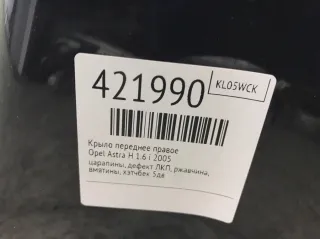 421990
KL05WCK
Крыло переднее правое
Opel Astra H 1.6 i 2005
царапины, дефект ЛКП, ржавчина,
вмятины, хэтчбек 5дв